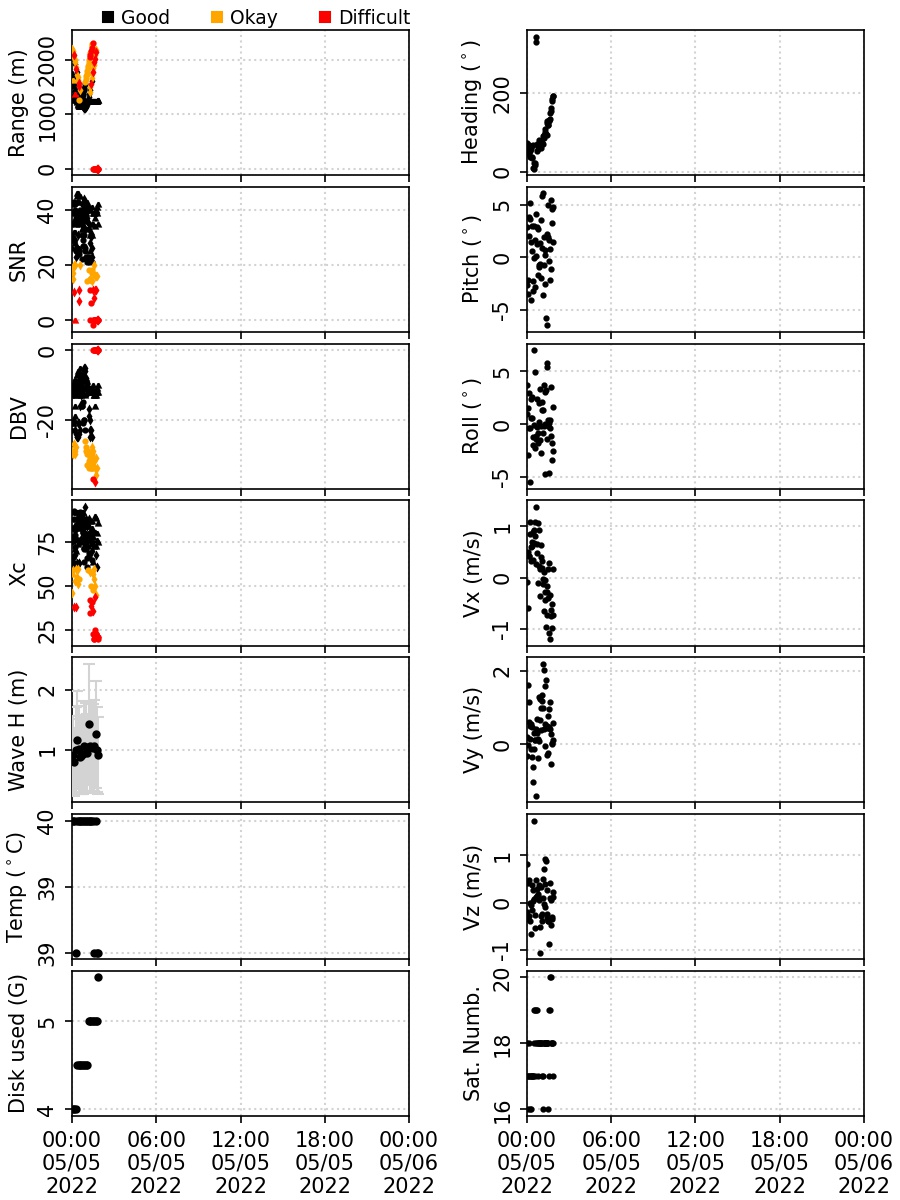 Good Okay Difficult
Range (m)
2000
1000
0
Heading (°)
200
0
SNR
40
20
0
Pitch (°)
5
0
-5
DBV
0
-20
Roll (°)
5
0
-5
Xc
75
50
25
Vx (m/s)
1
0
-1
Wave H (m)
2
1
Vy (m/s)
2
0
Temp (°C)
40
39
39
Vz (m/s)
1
0
-1
Disk used (G)
5
4
Sat. Numb.
20
18
16
00:00 06:00 12:00 18:00 00:00
05/05 05/05 05/05 05/05 05/06
2022 2022 2022 2022 2022
00:00 06:00 12:00 18:00 00:00
05/05 05/05 05/05 05/05 05/06
2022 2022 2022 2022 2022